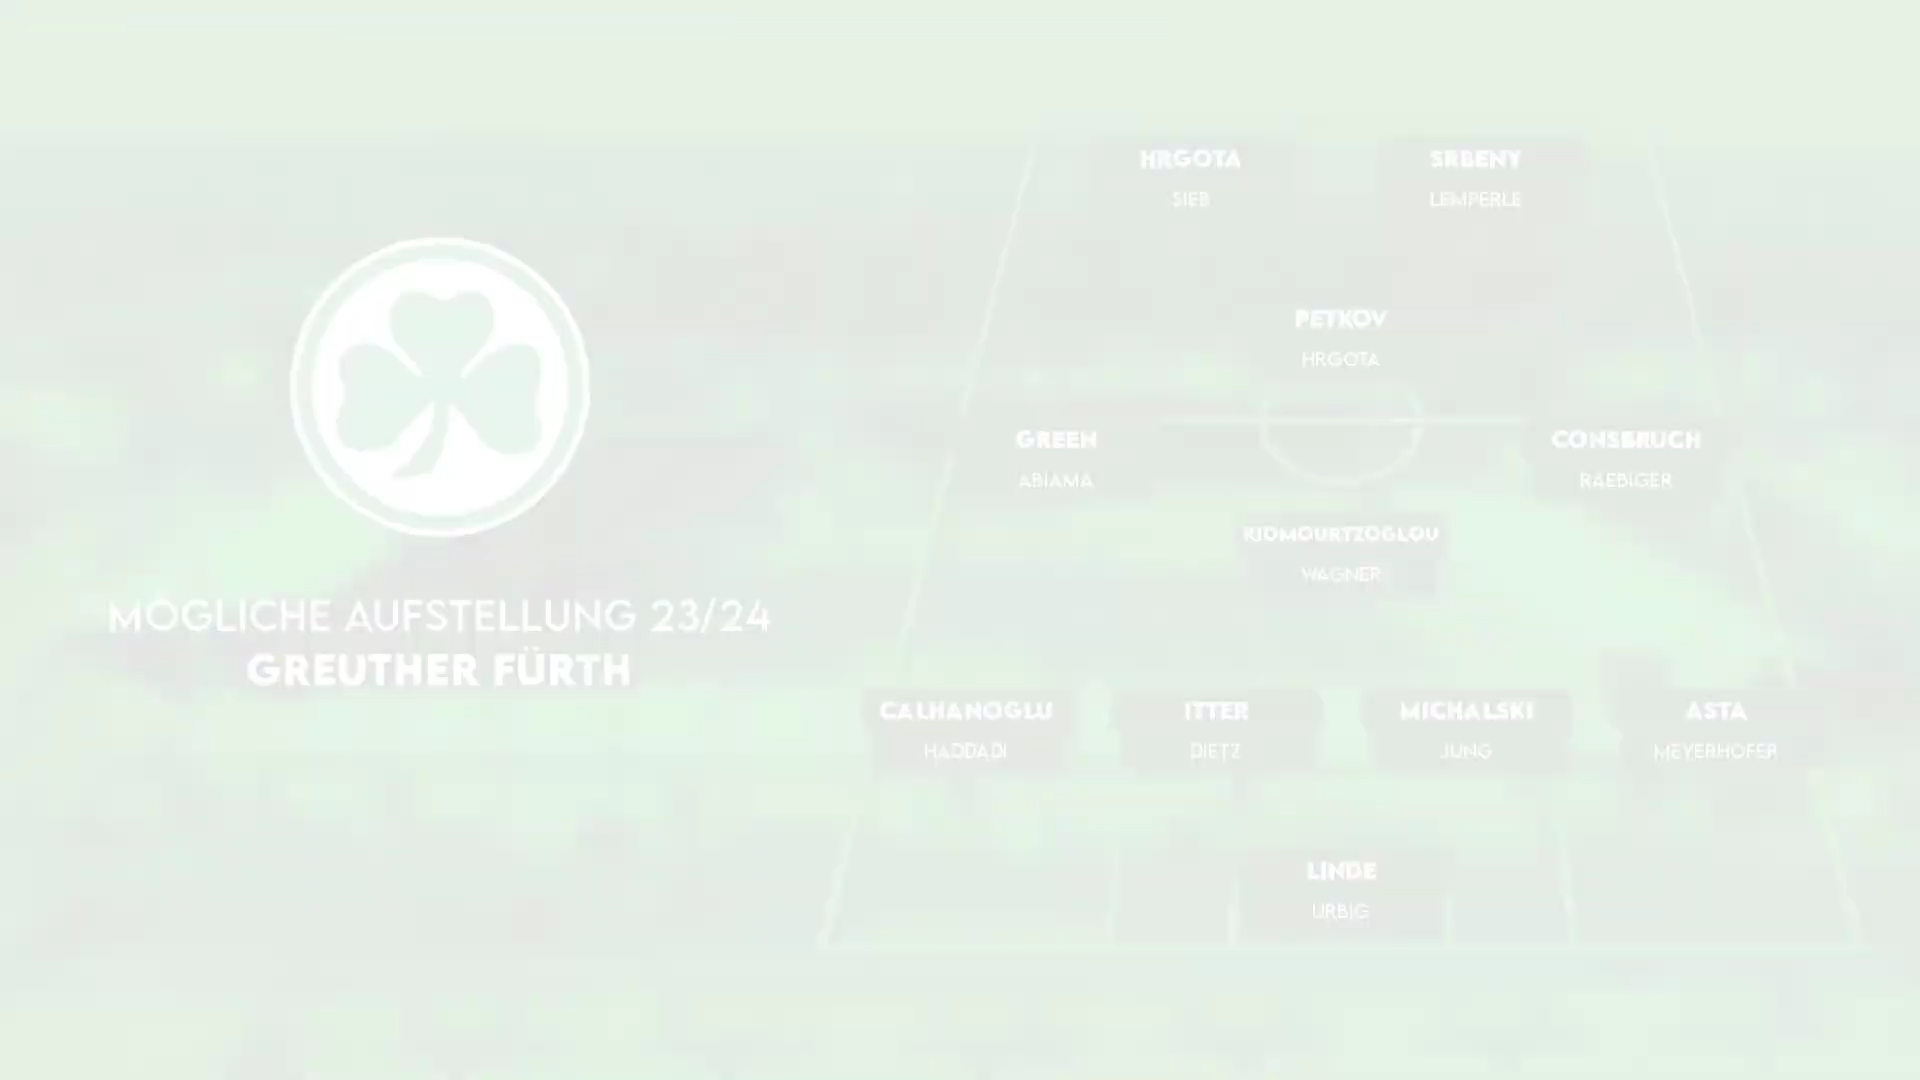 MÖGLICHE AUFSTELLUNG 23/24
GREUTHER FÜRTH
HRGOTA
SIEB
SRBENY
LEMPERLE
PETKOV
HRGOTA
GREEN
ABIAMA
CONSBRUCH
RAEBIGER
KIOMOURTZOGLOU
WAGNER
CALHANOGLU
HADDADI
ITTER
DIETZ
MICHALSKI
JUNG
ASTA
MEYERHÖFER
LINDE
URBIG